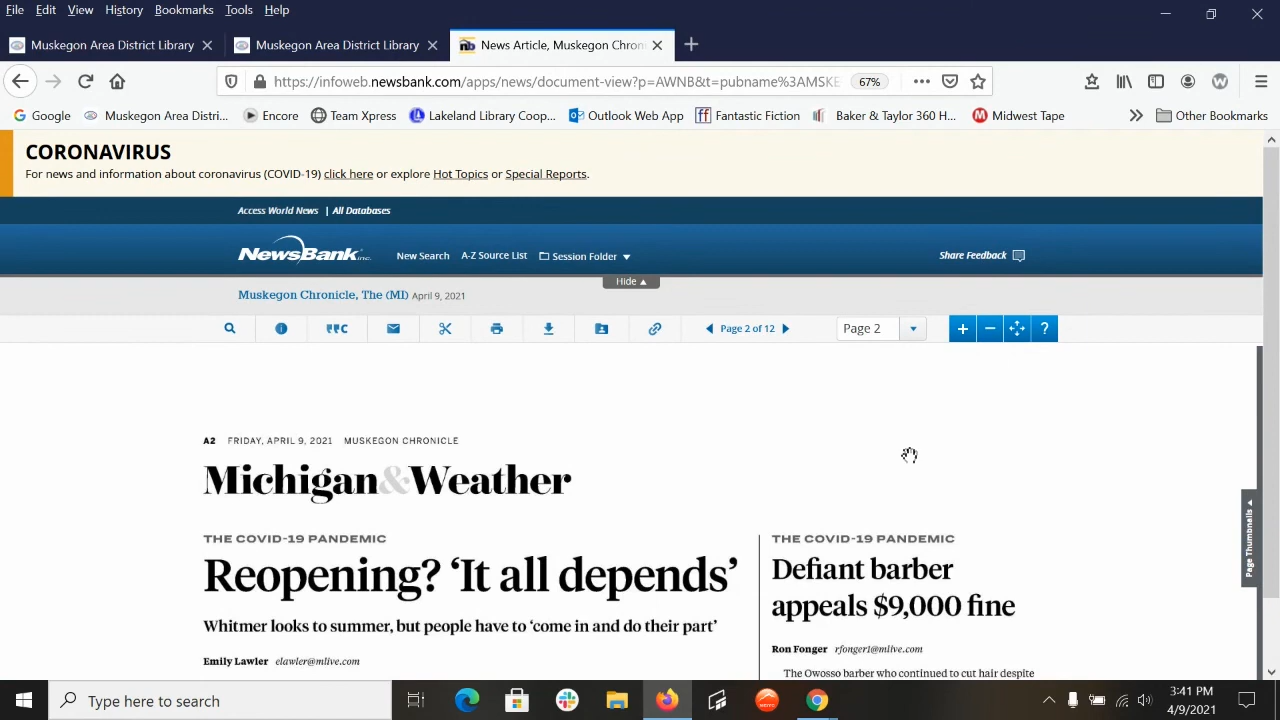 File Edit View History Bookmarks Tools Help
Muskegon Area District Library Muskegon Area District Library News Article, Muskegon Chron
https://infoweb.newsbank.com/apps/news/document-view?p=AWNB&t=pubname%3AMSKE 67%
Google Muskegon Area Distri... Encore Team Xpress Lakeland Library Coop... Outlook Web App Fantastic Fiction Baker & Taylor 360 H... Midwest Tape Other Bookmarks
CORONAVIRUS
For news and information about coronavirus (COVID-19) click here or explore Hot Topics or Special Reports.
Access World News | All Databases
NewsBank inc. New Search A-Z Source List Session Folder Share Feedback
Hide
Muskegon Chronicle, The (MI) April 9, 2021
Page 2 of 12 Page 2 + − ?
A2 FRIDAY, APRIL 9, 2021 MUSKEGON CHRONICLE
Michigan&Weather
THE COVID-19 PANDEMIC
Reopening? ‘It all depends’
Whitmer looks to summer, but people have to ‘come in and do their part’
Emily Lawler elawler@mlive.com
THE COVID-19 PANDEMIC
Defiant barber
appeals $9,000 fine
Ron Fonger rfonger1@mlive.com
The Owosso barber who continued to cut hair despite
Page Thumbnails
Type here to search
3:41 PM
4/9/2021